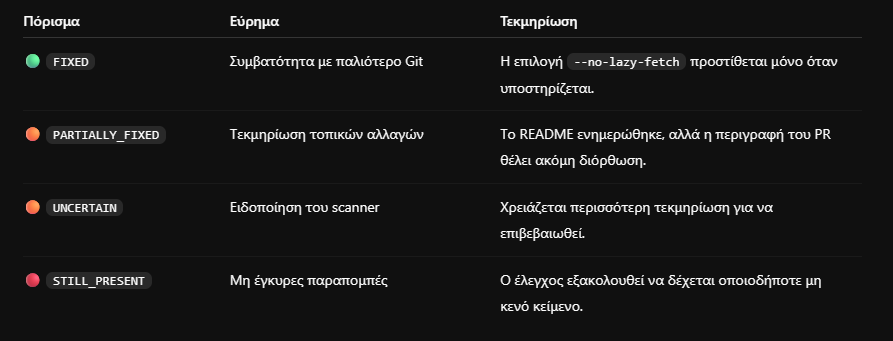 Πόρισμα Εύρημα Τεκμηρίωση
FIXED Συμβατότητα με παλιότερο Git Η επιλογή --no-lazy-fetch προστίθεται μόνο όταν
υποστηρίζεται.
PARTIALLY_FIXED Τεκμηρίωση τοπικών αλλαγών Το README ενημερώθηκε, αλλά η περιγραφή του PR
θέλει ακόμη διόρθωση.
UNCERTAIN Ειδοποίηση του scanner Χρειάζεται περισσότερη τεκμηρίωση για να
επιβεβαιωθεί.
STILL_PRESENT Μη έγκυρες παραπομπές Ο έλεγχος εξακολουθεί να δέχεται οποιοδήποτε μη
κενό κείμενο.